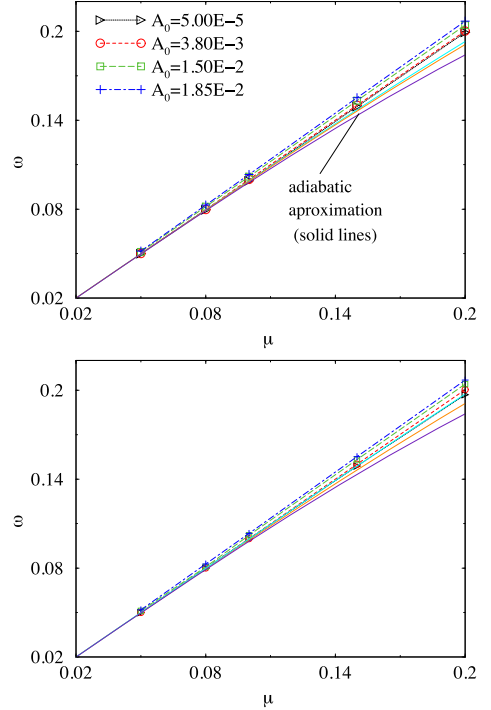 A₀=5.00E−5
A₀=3.80E−3
A₀=1.50E−2
A₀=1.85E−2
0.2
0.14
0.08
0.02
ω
adiabatic
aproximation
(solid lines)
0.02 0.08 0.14 0.2
μ
0.2
0.14
0.08
0.02
ω
0.02 0.08 0.14 0.2
μ